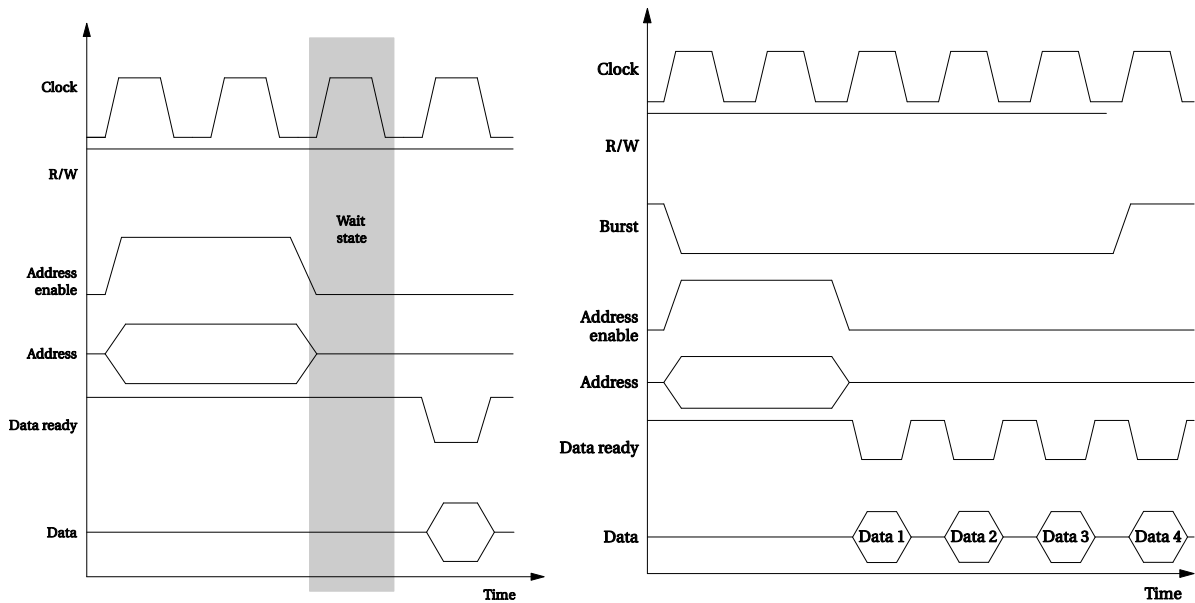 Clock
R/W
Wait
state
Address
enable
Address
Data ready
Data
Time
Clock
R/W
Burst
Address
enable
Address
Data ready
Data
Data 1
Data 2
Data 3
Data 4
Time